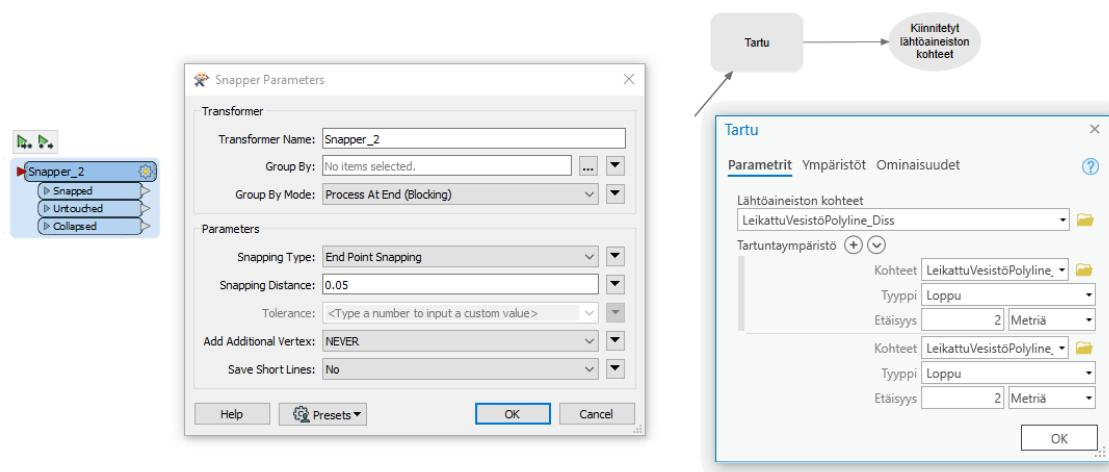 Snapper_2
Snapped
Untouched
Collapsed
Snapper Parameters
Transformer
Transformer Name: Snapper_2
Group By: No items selected.
...
Group By Mode: Process At End (Blocking)
Parameters
Snapping Type: End Point Snapping
Snapping Distance: 0.05
Tolerance: <Type a number to input a custom value>
Add Additional Vertex: NEVER
Save Short Lines: No
Help Presets OK Cancel
Tartu
Kiinnitetyt
lähtöaineiston
kohteet
Tartu
Parametrit Ympäristöt Ominaisuudet
?
Lähtöaineiston kohteet
LeikattuVesistöPolyline_Diss
Tartuntaympäristö
Kohteet LeikattuVesistöPolyline_
Tyyppi Loppu
Etäisyys 2 Metriä
Kohteet LeikattuVesistöPolyline_
Tyyppi Loppu
Etäisyys 2 Metriä
OK